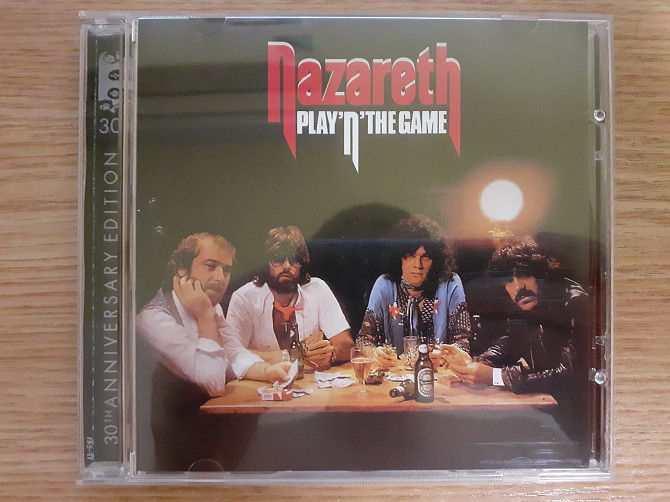 Nazareth
PLAY 'N' THE GAME
30TH ANNIVERSARY EDITION
30